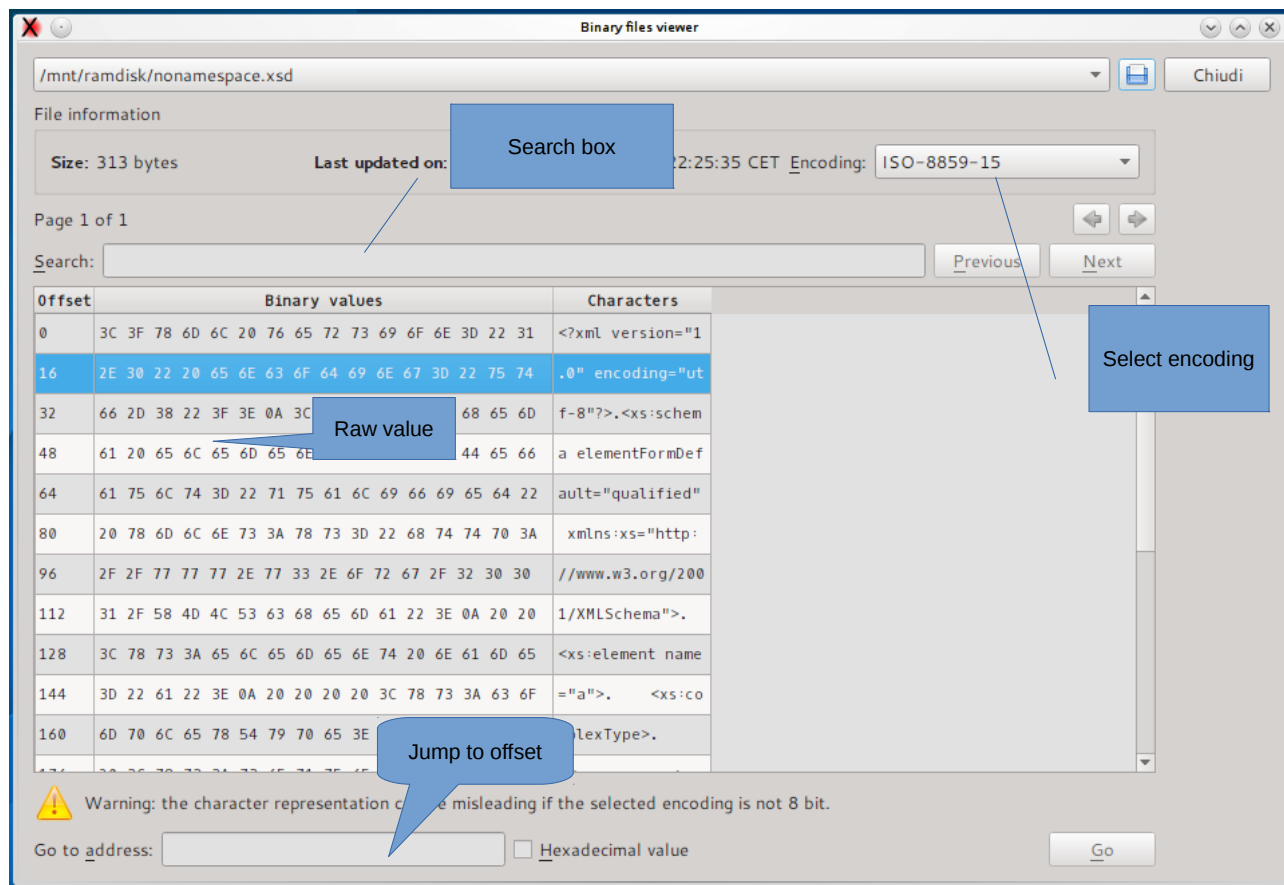 Binary files viewer
/mnt/ramdisk/nonamespace.xsd
Chiudi
File information
Search box
Size: 313 bytes Last updated on: 22:25:35 CET Encoding: ISO-8859-15
Page 1 of 1
Search: Previous Next
Offset Binary values Characters
0 3C 3F 78 6D 6C 20 76 65 72 73 69 6F 6E 3D 22 31 <?xml version="1
Select encoding
16 2E 30 22 20 65 6E 63 6F 64 69 6E 67 3D 22 75 74 .0" encoding="ut
32 66 2D 38 22 3F 3E 0A 3C 68 65 6D f-8"?>.<xs:schem
Raw value
48 61 20 65 6C 65 6D 65 6E 44 65 66 a elementFormDef
64 61 75 6C 74 3D 22 71 75 61 6C 69 66 69 65 64 22 ault="qualified"
80 20 78 6D 6C 6E 73 3A 78 73 3D 22 68 74 74 70 3A xmlns:xs="http:
96 2F 2F 77 77 77 2E 77 33 2E 6F 72 67 2F 32 30 30 //www.w3.org/200
112 31 2F 58 4D 4C 53 63 68 65 6D 61 22 3E 0A 20 20 1/XMLSchema">.
128 3C 78 73 3A 65 6C 65 6D 65 6E 74 20 6E 61 6D 65 <xs:element name
144 3D 22 61 22 3E 0A 20 20 20 20 3C 78 73 3A 63 6F ="a">.    <xs:co
160 6D 70 6C 65 78 54 79 70 65 3E lexType>.
Jump to offset
Warning: the character representation misleading if the selected encoding is not 8 bit.
Go to address: Hexadecimal value Go